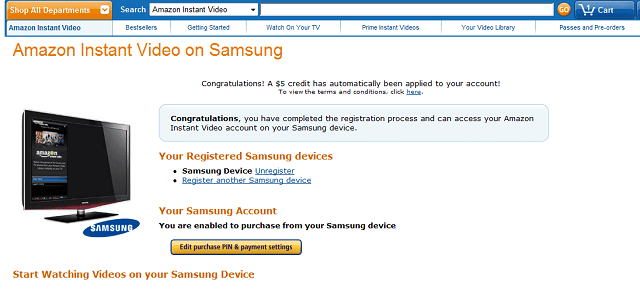 Shop All Departments Search Amazon Instant Video GO 1 Cart
Amazon Instant Video Bestsellers Getting Started Watch On Your TV Prime Instant Videos Your Video Library Passes and Pre-orders
Amazon Instant Video on Samsung
Congratulations! A $5 credit has automatically been applied to your account!
To view the terms and conditions, click here.
Congratulations, you have completed the registration process and can access your Amazon
Instant Video account on your Samsung device.
amazon
Your Registered Samsung devices
Samsung Device Unregister
Register another Samsung device
Your Samsung Account
SAMSUNG
You are enabled to purchase from your Samsung device
Edit purchase PIN & payment settings
Start Watching Videos on your Samsung Device